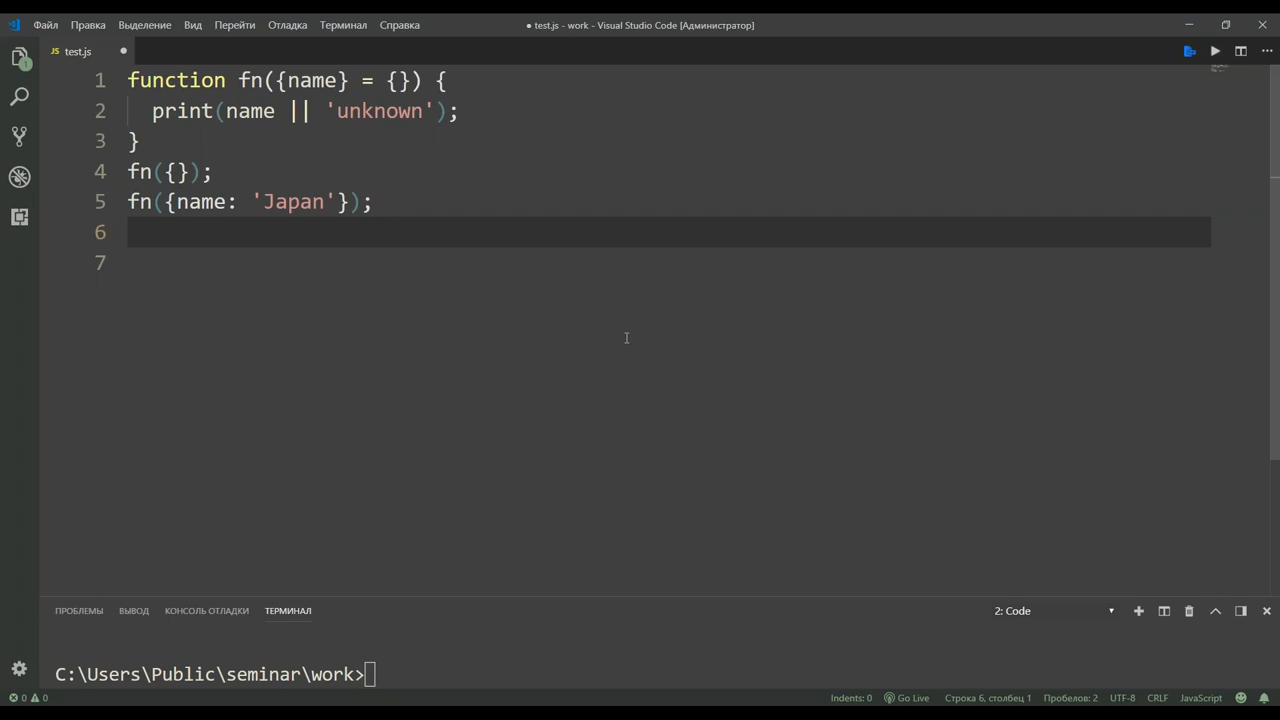 Файл Правка Выделение Вид Перейти Отладка Терминал Справка ● test.js - work - Visual Studio Code [Администратор]
JS test.js
1 function fn({name} = {}) {
2 print(name || 'unknown');
3 }
4 fn({});
5 fn({name: 'Japan'});
6
7
1
ПРОБЛЕМЫ ВЫВОД КОНСОЛЬ ОТЛАДКИ ТЕРМИНАЛ 2: Code
C:\Users\Public\seminar\work>
0 0 Indents: 0 Go Live Строка 6, столбец 1 Пробелов: 2 UTF-8 CRLF JavaScript